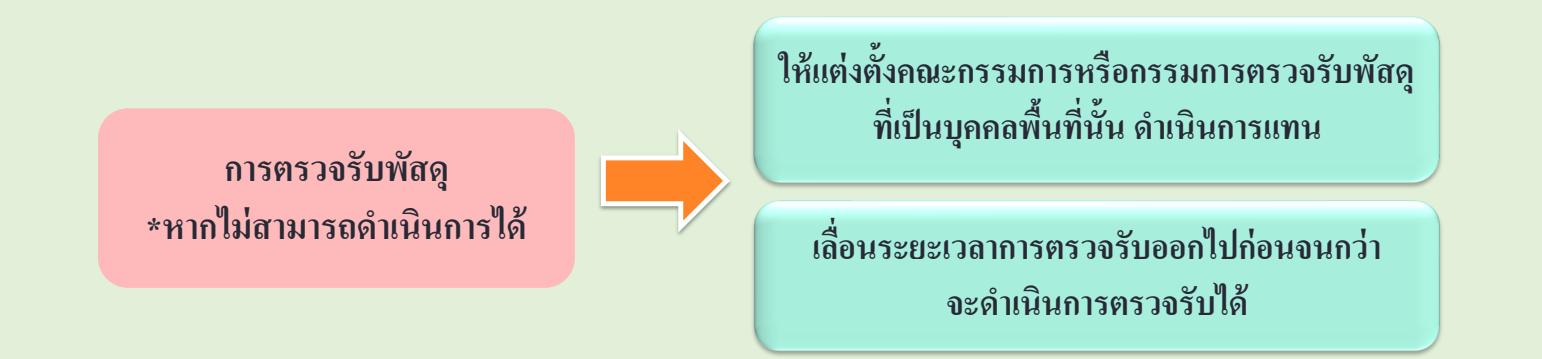 การตรวจรับพัสดุ
*หากไม่สามารถดำเนินการได้
ให้แต่งตั้งคณะกรรมการหรือกรรมการตรวจรับพัสดุ
ที่เป็นบุคคลพื้นที่นั้น ดำเนินการแทน
เลื่อนระยะเวลาการตรวจรับออกไปก่อนจนกว่า
จะดำเนินการตรวจรับได้